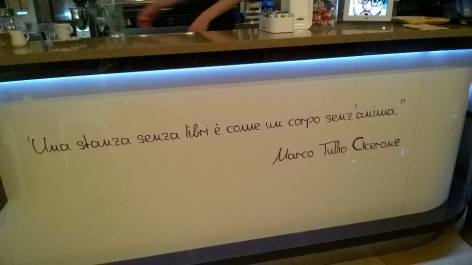 "Una stanza senza libri è come un corpo senz'anima."
Marco Tullio Cicerone